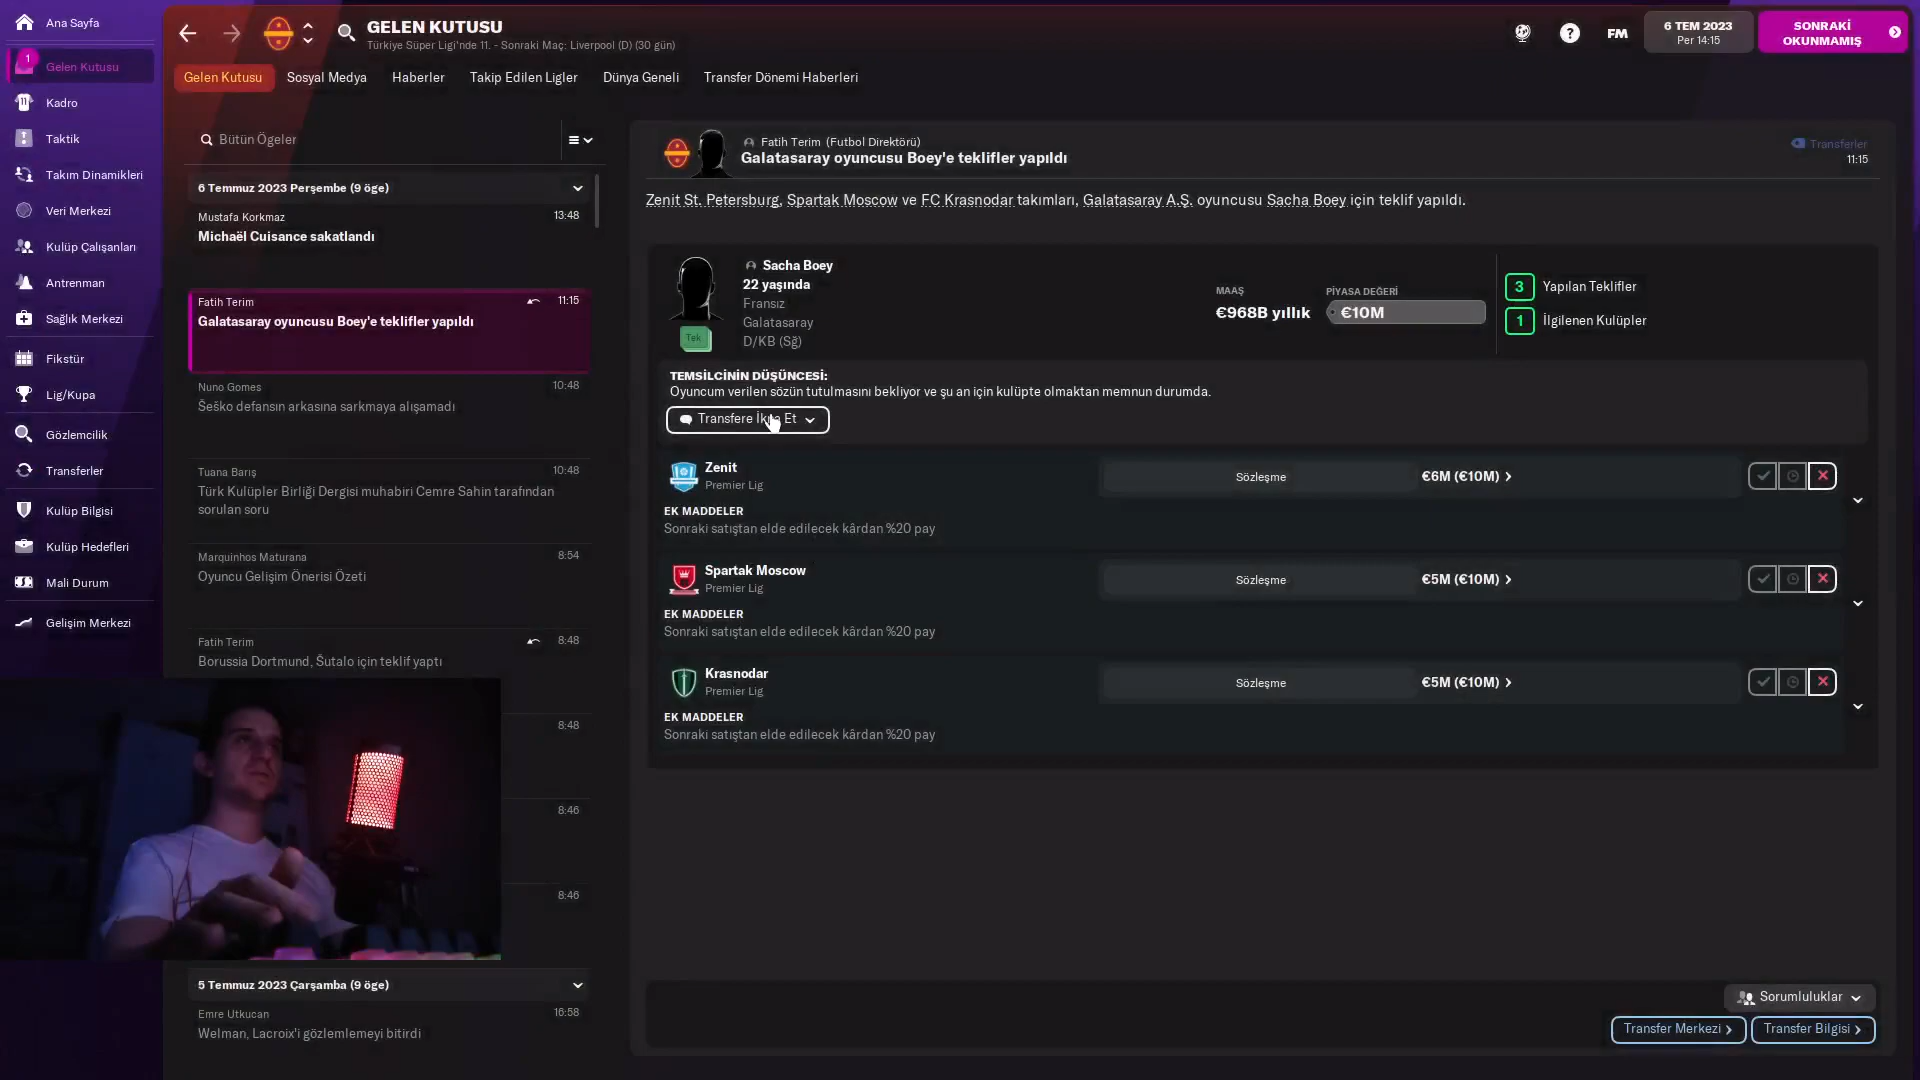 Ana Sayfa
1
Gelen Kutusu
Kadro
Taktik
Takım Dinamikleri
Veri Merkezi
Kulüp Çalışanları
Antrenman
Sağlık Merkezi
Fikstür
Lig/Kupa
Gözlemcilik
Transferler
Kulüp Bilgisi
Kulüp Hedefleri
Mali Durum
Gelişim Merkezi
GELEN KUTUSU
Türkiye Süper Ligi'nde 11. - Sonraki Maç: Liverpool (D) (30 gün)
FM
6 TEM 2023
Per 14:15
SONRAKİ
OKUNMAMIŞ
Gelen Kutusu Sosyal Medya Haberler Takip Edilen Ligler Dünya Geneli Transfer Dönemi Haberleri
Bütün Ögeler
6 Temmuz 2023 Perşembe (9 öge)
Mustafa Korkmaz 13:48
Michaël Cuisance sakatlandı
Fatih Terim 11:15
Galatasaray oyuncusu Boey'e teklifler yapıldı
Nuno Gomes 10:48
Šeško defansın arkasına sarkmaya alışamadı
Tuana Barış 10:48
Türk Kulüpler Birliği Dergisi muhabiri Cemre Sahin tarafından
sorulan soru
Marquinhos Maturana 8:54
Oyuncu Gelişim Önerisi Özeti
Fatih Terim 8:48
Borussia Dortmund, Šutalo için teklif yaptı
8:48
8:46
8:46
5 Temmuz 2023 Çarşamba (9 öge)
Emre Utkucan 16:58
Welman, Lacroix'i gözlemlemeyi bitirdi
Fatih Terim (Futbol Direktörü)
Galatasaray oyuncusu Boey'e teklifler yapıldı
Transferler
11:15
Zenit St. Petersburg, Spartak Moscow ve FC Krasnodar takımları, Galatasaray A.Ş. oyuncusu Sacha Boey için teklif yapıldı.
Sacha Boey
22 yaşında
Fransız
Galatasaray
D/KB (Sğ)
Tek
MAAŞ
€968B yıllık
PİYASA DEĞERİ
€10M
3 Yapılan Teklifler
1 İlgilenen Kulüpler
TEMSİLCİNİN DÜŞÜNCESİ:
Oyuncum verilen sözün tutulmasını bekliyor ve şu an için kulüpte olmaktan memnun durumda.
Transfere Et
Zenit
Premier Lig
Sözleşme €6M (€10M)
EK MADDELER
Sonraki satıştan elde edilecek kârdan %20 pay
Spartak Moscow
Premier Lig
Sözleşme €5M (€10M)
EK MADDELER
Sonraki satıştan elde edilecek kârdan %20 pay
Krasnodar
Premier Lig
Sözleşme €5M (€10M)
EK MADDELER
Sonraki satıştan elde edilecek kârdan %20 pay
Sorumluluklar
Transfer Merkezi Transfer Bilgisi